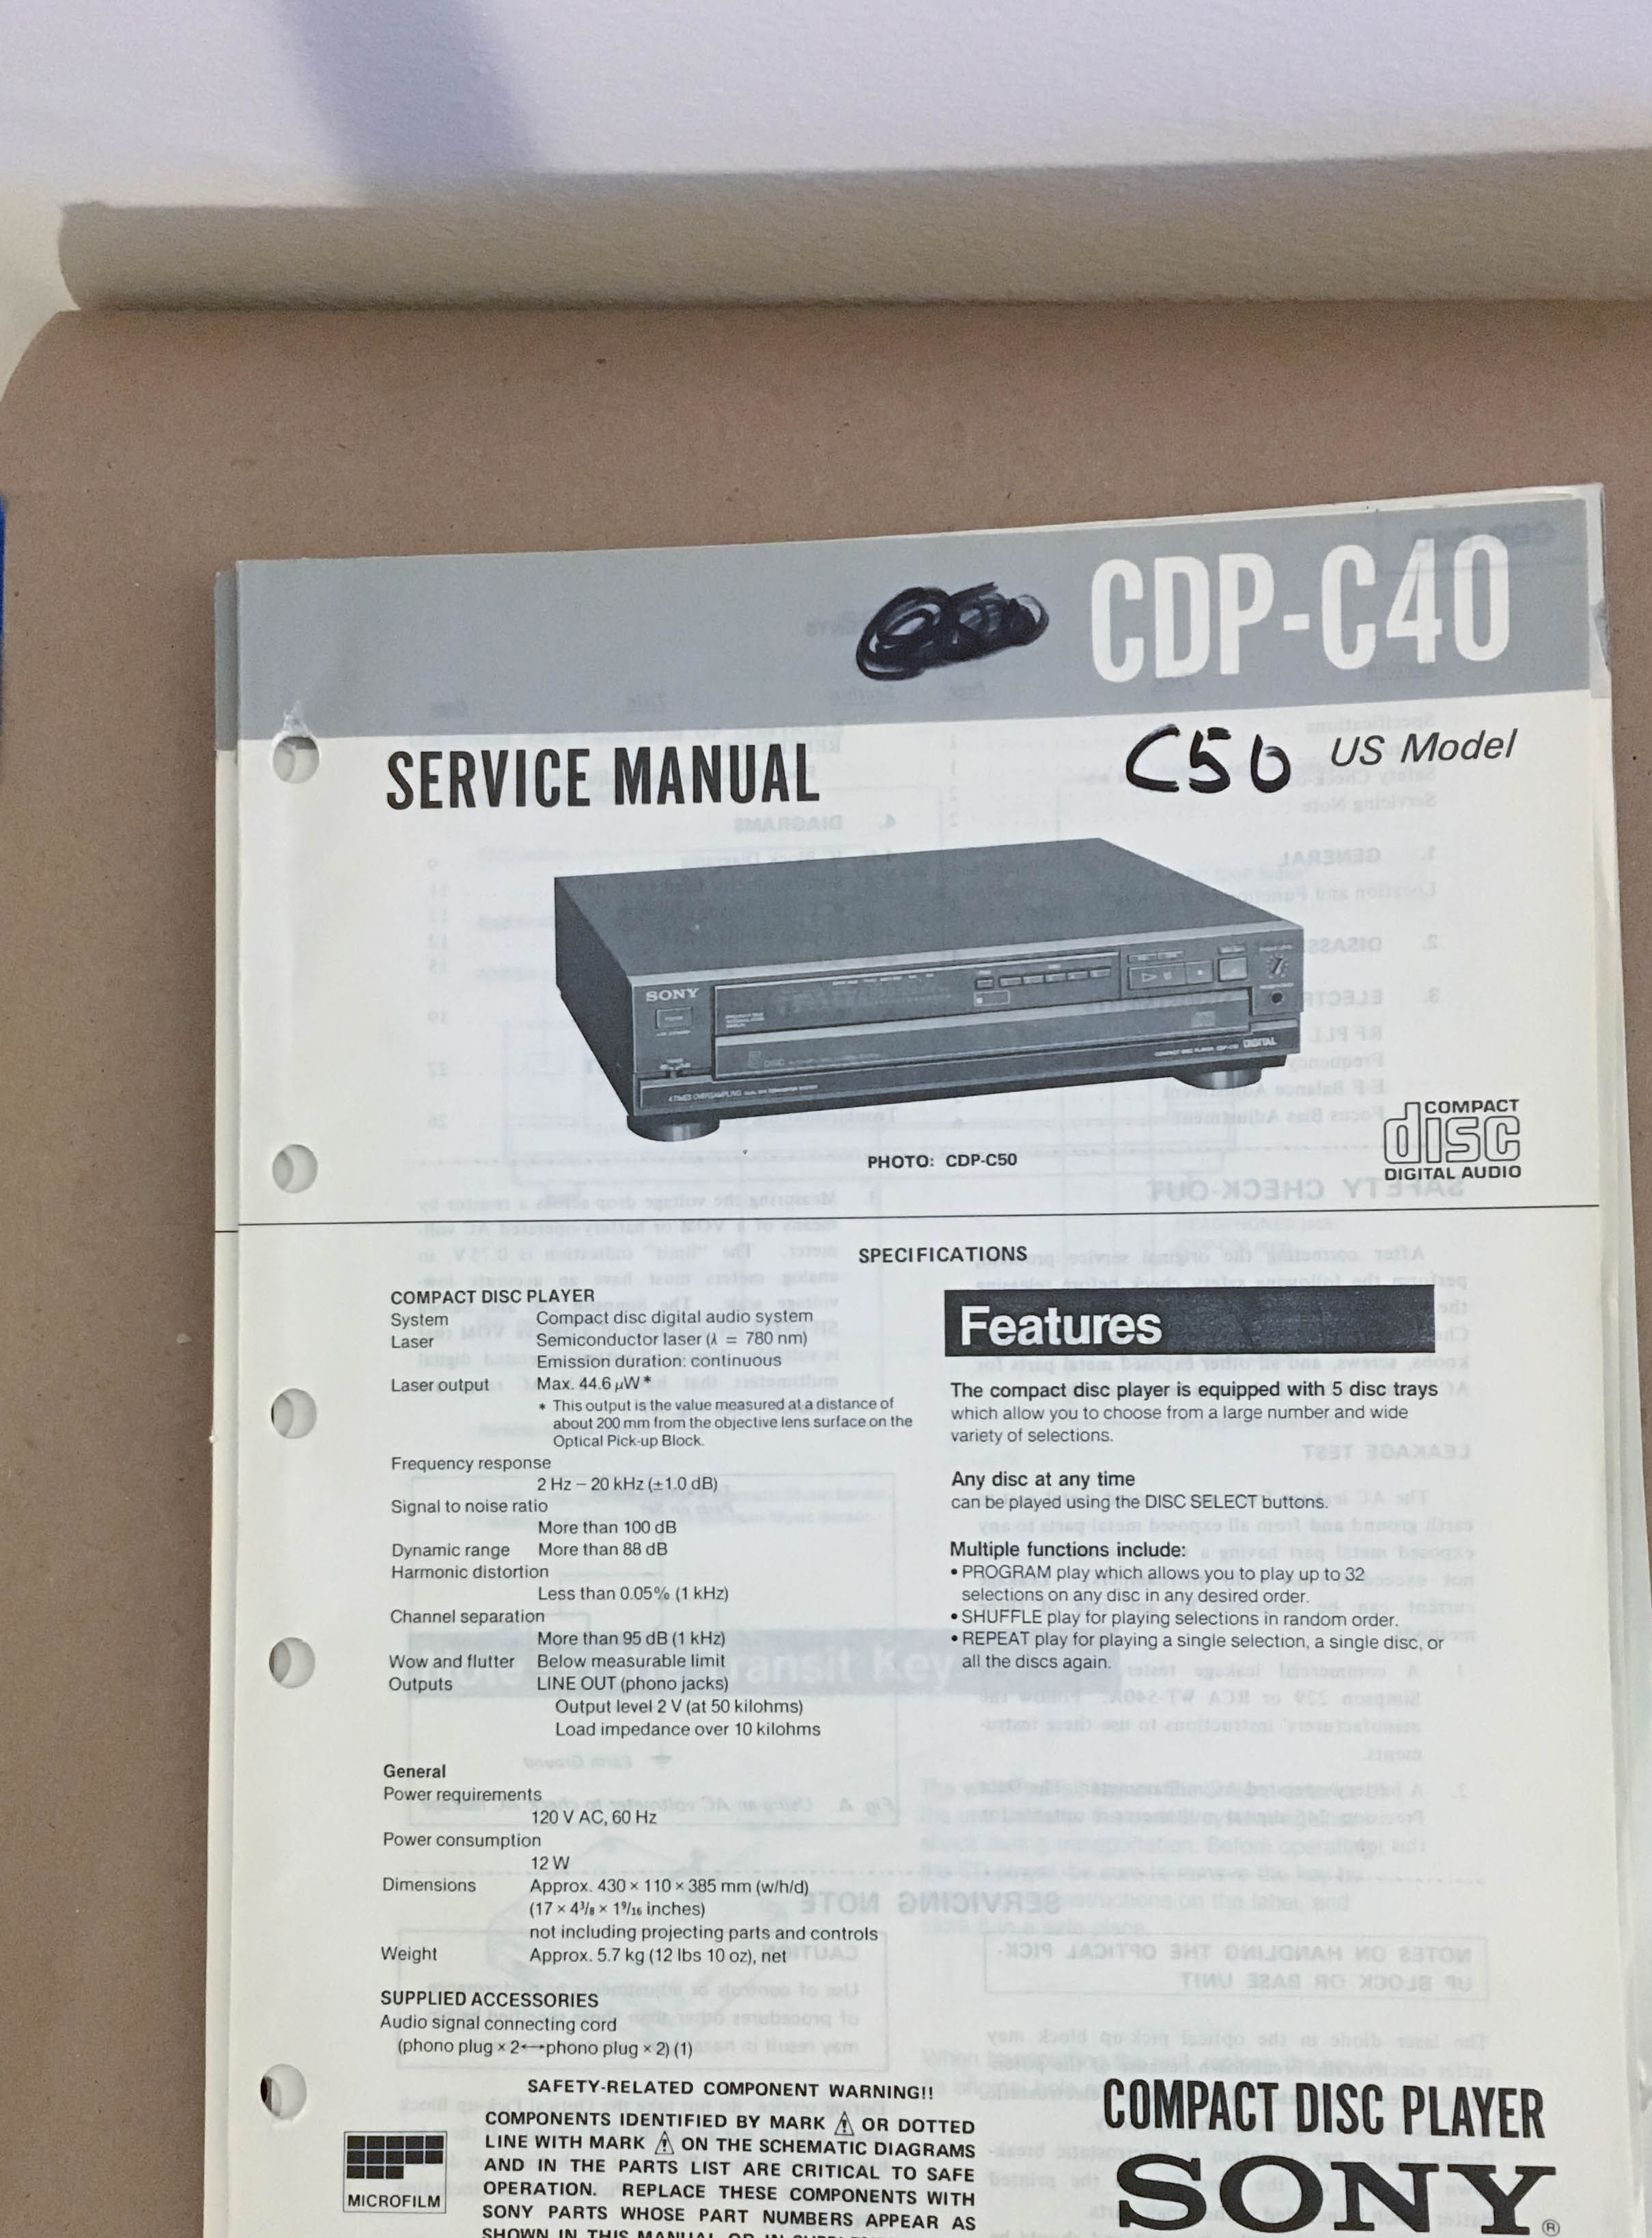 CDP-C40
C50 US Model
SERVICE MANUAL
SONY
DIGITAL
PHOTO: CDP-C50
COMPACT
disc
DIGITAL AUDIO
SPECIFICATIONS
COMPACT DISC PLAYER
System Compact disc digital audio system
Laser Semiconductor laser (λ = 780 nm)
Emission duration: continuous
Laser output Max. 44.6 μW*
* This output is the value measured at a distance of
about 200 mm from the objective lens surface on the
Optical Pick-up Block.
Frequency response
2 Hz – 20 kHz (±1.0 dB)
Signal to noise ratio
More than 100 dB
Dynamic range More than 88 dB
Harmonic distortion
Less than 0.05% (1 kHz)
Channel separation
More than 95 dB (1 kHz)
Wow and flutter Below measurable limit
Outputs LINE OUT (phono jacks)
Output level 2 V (at 50 kilohms)
Load impedance over 10 kilohms
General
Power requirements
120 V AC, 60 Hz
Power consumption
12 W
Dimensions Approx. 430 × 110 × 385 mm (w/h/d)
(17 × 4³/₈ × 1⁹/₁₆ inches)
not including projecting parts and controls
Weight Approx. 5.7 kg (12 lbs 10 oz), net
SUPPLIED ACCESSORIES
Audio signal connecting cord
(phono plug × 2↔phono plug × 2) (1)
Features
The compact disc player is equipped with 5 disc trays
which allow you to choose from a large number and wide
variety of selections.
Any disc at any time
can be played using the DISC SELECT buttons.
Multiple functions include:
• PROGRAM play which allows you to play up to 32
selections on any disc in any desired order.
• SHUFFLE play for playing selections in random order.
• REPEAT play for playing a single selection, a single disc, or
all the discs again.
SAFETY-RELATED COMPONENT WARNING!!
COMPONENTS IDENTIFIED BY MARK ⚠ OR DOTTED
LINE WITH MARK ⚠ ON THE SCHEMATIC DIAGRAMS
AND IN THE PARTS LIST ARE CRITICAL TO SAFE
OPERATION. REPLACE THESE COMPONENTS WITH
SONY PARTS WHOSE PART NUMBERS APPEAR AS
SHOWN IN THIS MANUAL OR IN
MICROFILM
COMPACT DISC PLAYER
SONY®